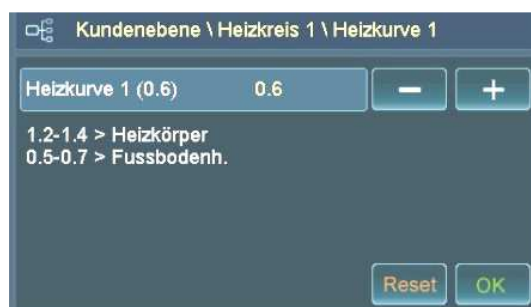 Kundenebene \ Heizkreis 1 \ Heizkurve 1
Heizkurve 1 (0.6) 0.6 − +
1.2-1.4 > Heizkörper
0.5-0.7 > Fussbodenh.
Reset OK